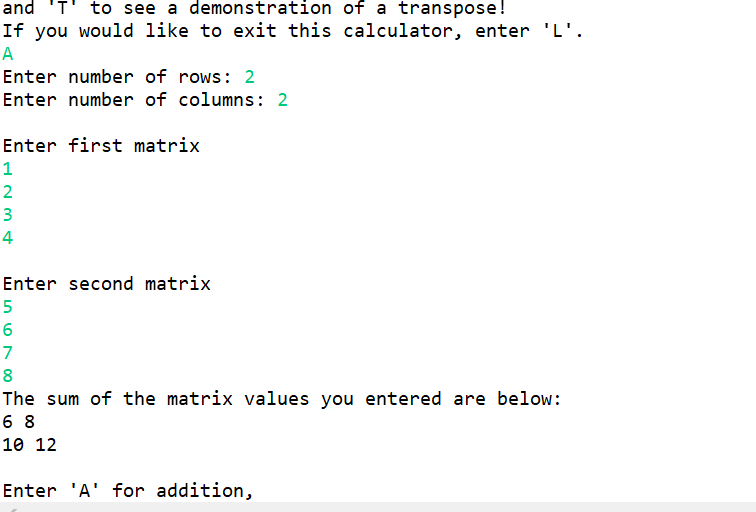 and 'T' to see a demonstration of a transpose!
If you would like to exit this calculator, enter 'L'.
A
Enter number of rows: 2
Enter number of columns: 2
Enter first matrix
1
2
3
4
Enter second matrix
5
6
7
8
The sum of the matrix values you entered are below:
6 8
10 12
Enter 'A' for addition,